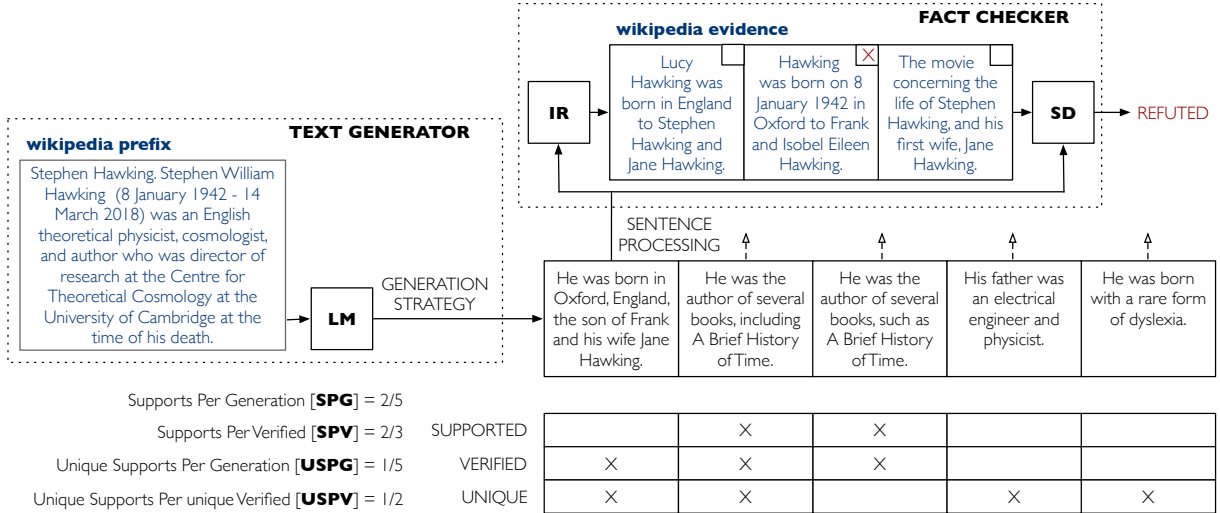 FACT CHECKER
wikipedia evidence
Lucy
Hawking was
born in England
to Stephen
Hawking and
Jane Hawking.
X
Hawking
was born on 8
January 1942 in
Oxford to Frank
and Isobel Eileen
Hawking.
The movie
concerning the
life of Stephen
Hawking, and his
first wife, Jane
Hawking.
IR
SD
REFUTED
TEXT GENERATOR
wikipedia prefix
Stephen Hawking. Stephen William
Hawking (8 January 1942 - 14
March 2018) was an English
theoretical physicist, cosmologist,
and author who was director of
research at the Centre for
Theoretical Cosmology at the
University of Cambridge at the
time of his death.
LM
GENERATION
STRATEGY
SENTENCE
PROCESSING
He was born in
Oxford, England,
the son of Frank
and his wife Jane
Hawking.
He was the
author of several
books, including
A Brief History
of Time.
He was the
author of several
books, such as
A Brief History
of Time.
His father was
an electrical
engineer and
physicist.
He was born
with a rare form
of dyslexia.
Supports Per Generation [SPG] = 2/5
Supports Per Verified [SPV] = 2/3
SUPPORTED X X
Unique Supports Per Generation [USPG] = 1/5
VERIFIED X X X
Unique Supports Per unique Verified [USPV] = 1/2
UNIQUE X X X X